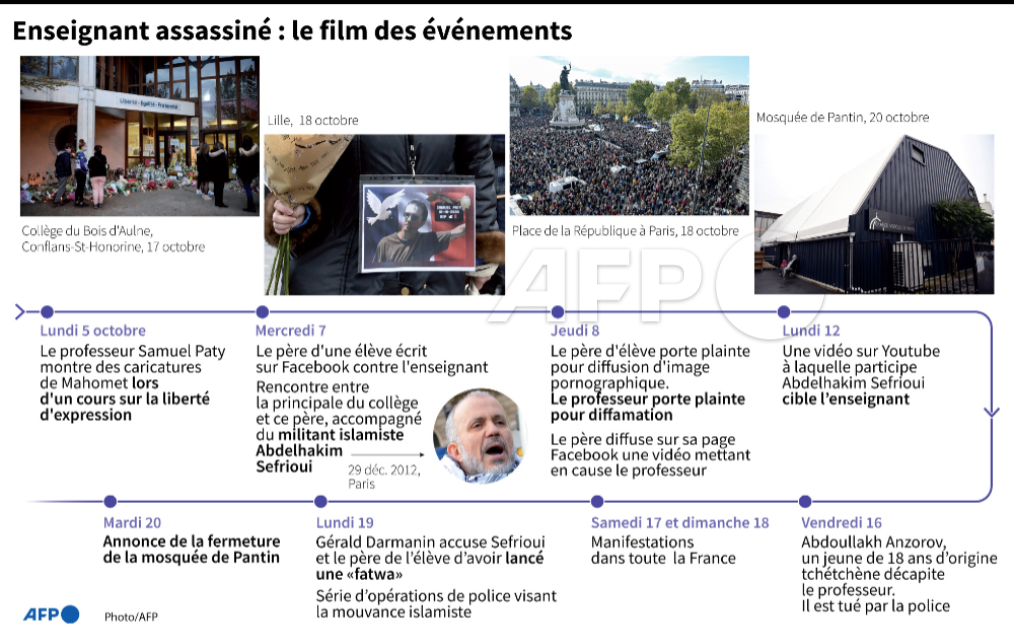 Enseignant assassiné : le film des événements
Liberté - Égalité - Fraternité
Collège du Bois d'Aulne,
Conflans-St-Honorine, 17 octobre
Lille, 18 octobre
SAMUEL PATY
Place de la République à Paris, 18 octobre
Mosquée de Pantin, 20 octobre
AFP
Lundi 5 octobre
Le professeur Samuel Paty
montre des caricatures
de Mahomet lors
d'un cours sur la liberté
d'expression
Mercredi 7
Le père d'une élève écrit
sur Facebook contre l'enseignant
Rencontre entre
la principale du collège
et ce père, accompagné
du militant islamiste
Abdelhakim
Sefrioui
29 déc. 2012,
Paris
Jeudi 8
Le père d'élève porte plainte
pour diffusion d'image
pornographique.
Le professeur porte plainte
pour diffamation
Le père diffuse sur sa page
Facebook une vidéo mettant
en cause le professeur
Lundi 12
Une vidéo sur Youtube
à laquelle participe
Abdelhakim Sefrioui
cible l'enseignant
Mardi 20
Annonce de la fermeture
de la mosquée de Pantin
Lundi 19
Gérald Darmanin accuse Sefrioui
et le père de l'élève d'avoir lancé
une «fatwa»
Série d'opérations de police visant
la mouvance islamiste
Samedi 17 et dimanche 18
Manifestations
dans toute la France
Vendredi 16
Abdoullakh Anzorov,
un jeune de 18 ans d'origine
tchétchène décapite
le professeur.
Il est tué par la police
AFP
Photo/AFP